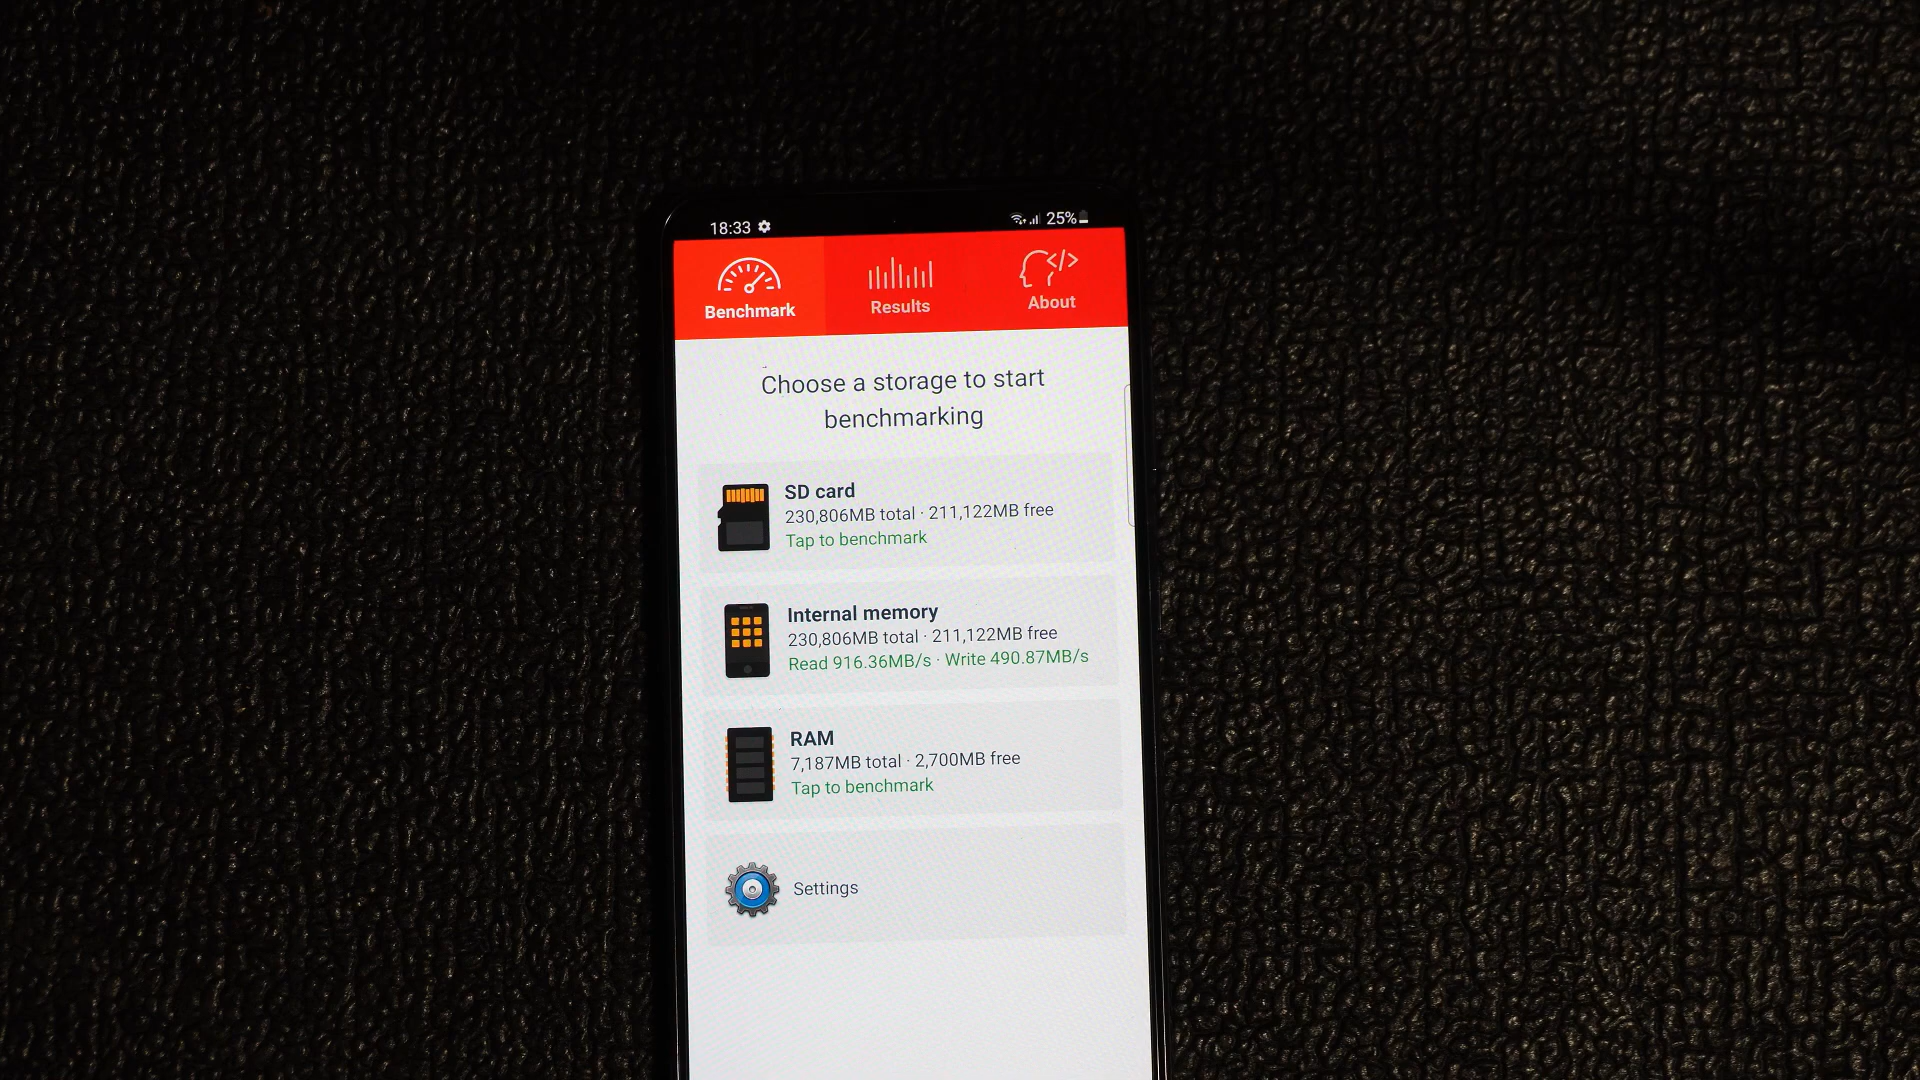 18:33 25%
Benchmark Results About
Choose a storage to start
benchmarking
SD card
230,806MB total · 211,122MB free
Tap to benchmark
Internal memory
230,806MB total · 211,122MB free
Read 916.36MB/s · Write 490.87MB/s
RAM
7,187MB total · 2,700MB free
Tap to benchmark
Settings